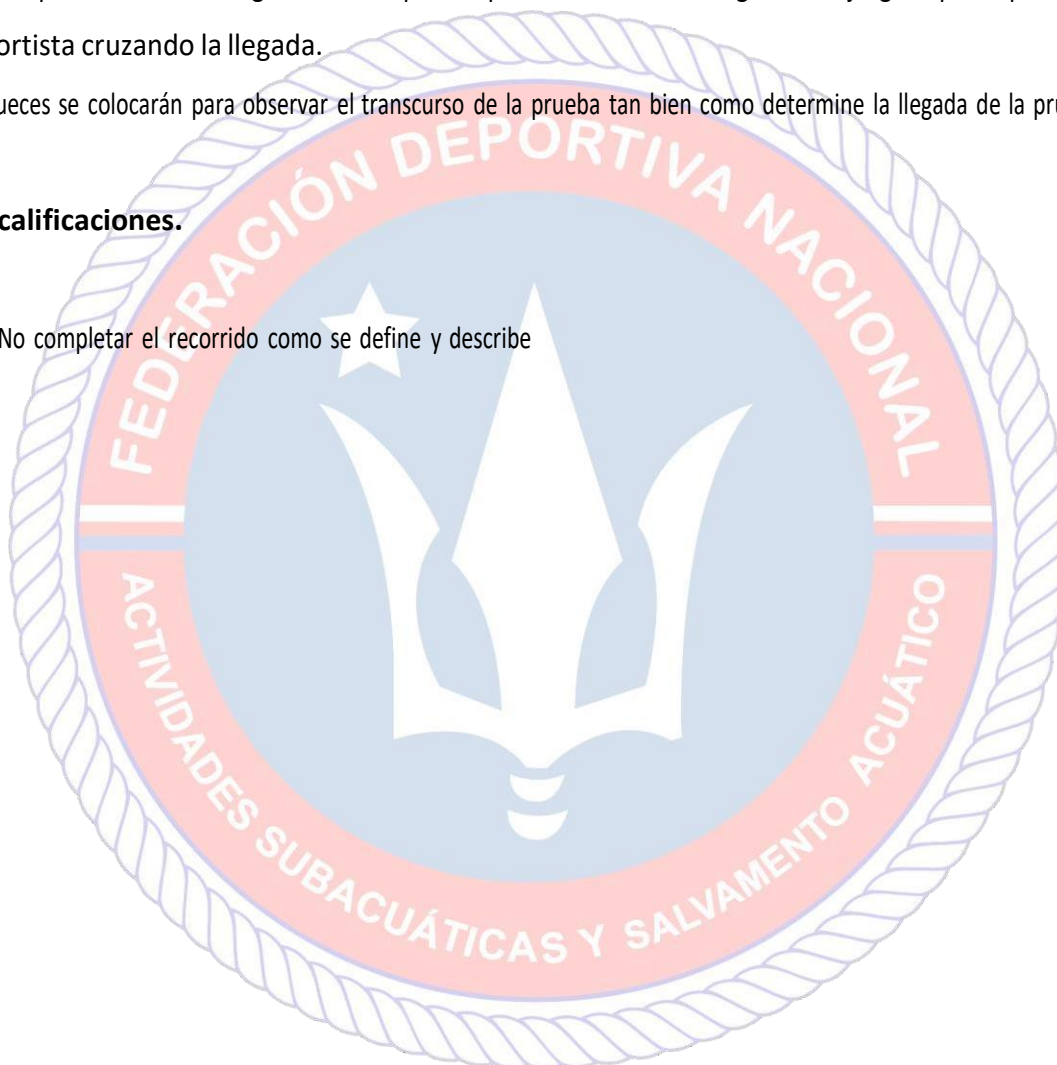 ortista cruzando la llegada.
ueces se colocarán para observar el transcurso de la prueba tan bien como determine la llegada de la pru
calificaciones.
No completar el recorrido como se define y describe
FEDERACIÓN DEPORTIVA NACIONAL
ACTIVIDADES SUBACUÁTICAS Y SALVAMENTO ACUÁTICO